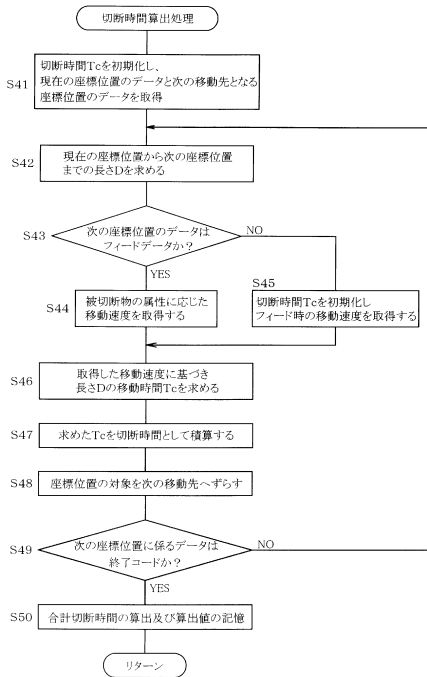 切断時間算出処理
S41
切断時間Tcを初期化し、
現在の座標位置のデータと次の移動先となる
座標位置のデータを取得
S42
現在の座標位置から次の座標位置
までの長さDを求める
S43
次の座標位置のデータは
フィードデータか?
NO
YES
S44
被切断物の属性に応じた
移動速度を取得する
S45
切断時間Tcを初期化し
フィード時の移動速度を取得する
S46
取得した移動速度に基づき
長さDの移動時間Tcを求める
S47
求めたTcを切断時間として積算する
S48
座標位置の対象を次の移動先へずらす
S49
次の座標位置に係るデータは
終了コードか?
NO
YES
S50
合計切断時間の算出及び算出値の記憶
リターン